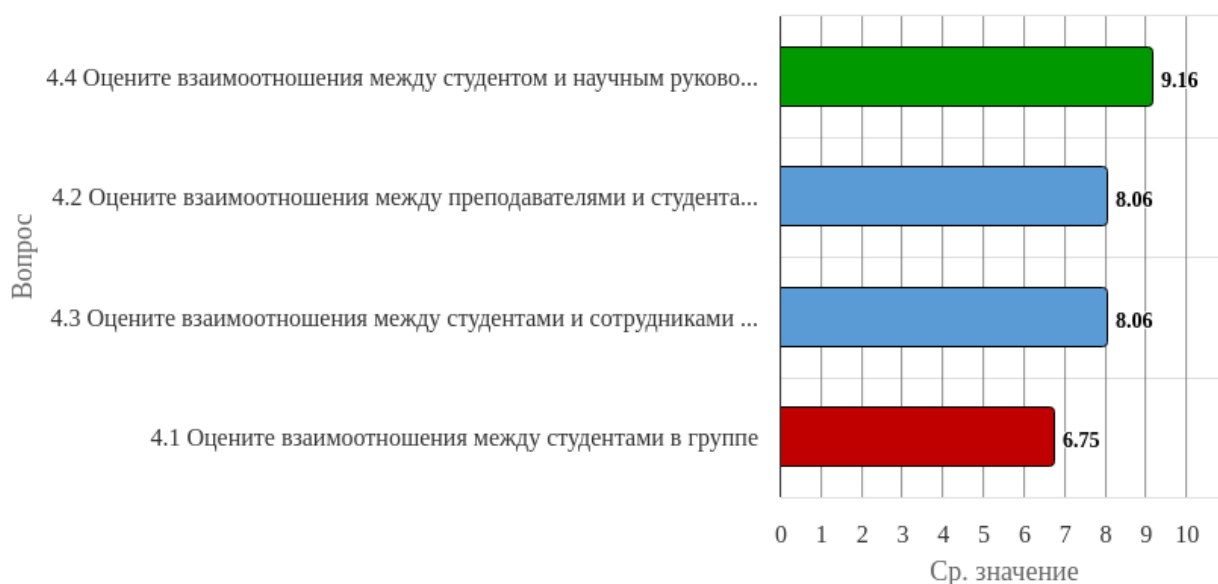 4.4 Оцените взаимоотношения между студентом и научным руково...
9.16
4.2 Оцените взаимоотношения между преподавателями и студента...
8.06
Вопрос
4.3 Оцените взаимоотношения между студентами и сотрудниками ...
8.06
4.1 Оцените взаимоотношения между студентами в группе
6.75
0 1 2 3 4 5 6 7 8 9 10
Ср. значение